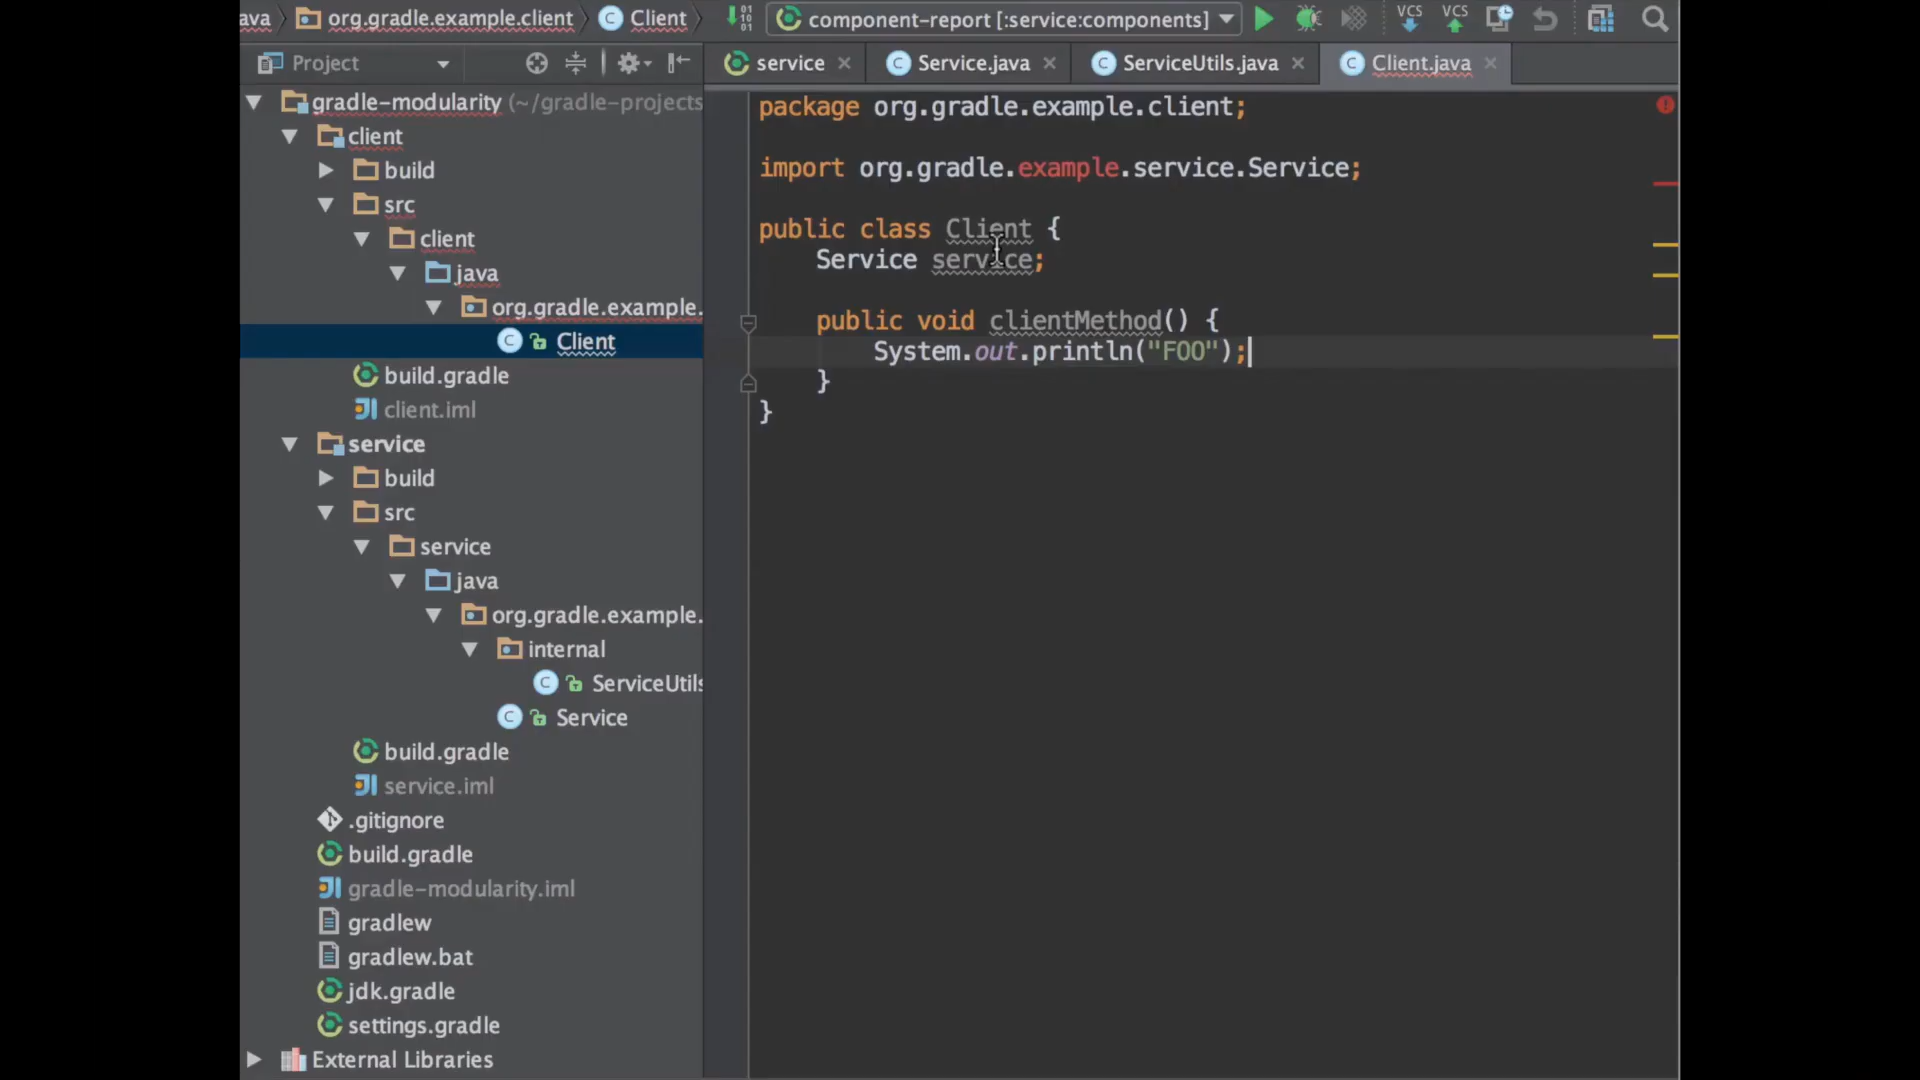 ava org.gradle.example.client Client component-report [:service:components] VCS VCS
Project
service Service.java ServiceUtils.java Client.java
gradle-modularity (~/gradle-projects
client
build
src
client
java
org.gradle.example.
Client
build.gradle
client.iml
service
build
src
service
java
org.gradle.example.
internal
ServiceUtils
Service
build.gradle
service.iml
.gitignore
build.gradle
gradle-modularity.iml
gradlew
gradlew.bat
jdk.gradle
settings.gradle
External Libraries
package org.gradle.example.client;
import org.gradle.example.service.Service;
public class Client {
Service service;
public void clientMethod() {
System.out.println("FOO");
}
}